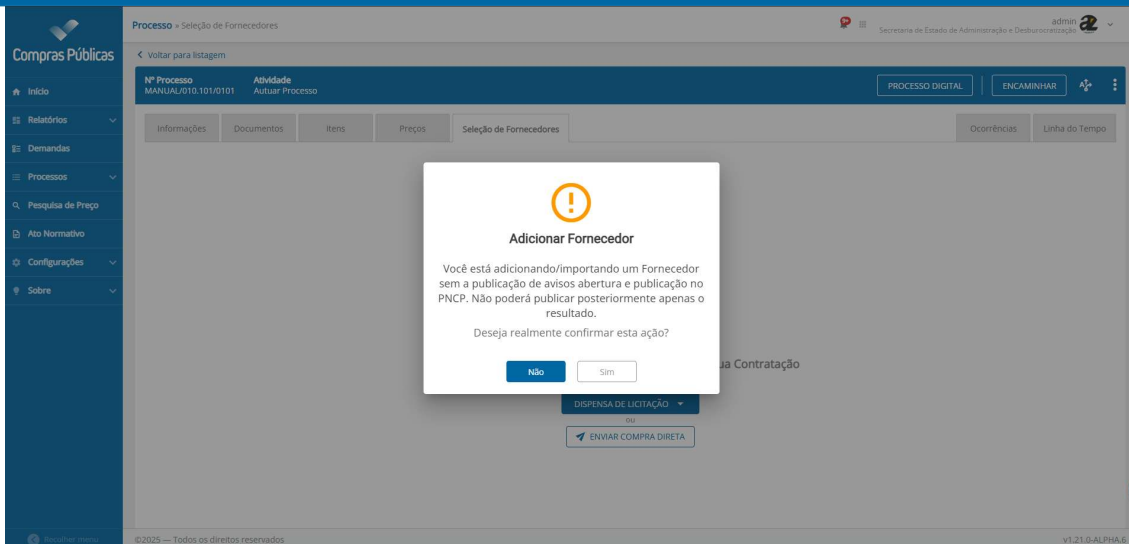 Processo » Seleção de Fornecedores
admin
Secretaria de Estado de Administração e Desburocratização
Compras Públicas
Voltar para listagem
Nº Processo
MANUAL/010.101/0101
Atividade
Autuar Processo
PROCESSO DIGITAL
ENCAMINHAR
Informações
Documentos
Itens
Preços
Seleção de Fornecedores
Ocorrências
Linha do Tempo
Início
Relatórios
Demandas
Processos
Pesquisa de Preço
Ato Normativo
Configurações
Sobre
Adicionar Fornecedor
Você está adicionando/importando um Fornecedor
sem a publicação de avisos abertura e publicação no
PNCP. Não poderá publicar posteriormente apenas o
resultado.
Deseja realmente confirmar esta ação?
Não
Sim
Contratação
DISPENSA DE LICITAÇÃO
ou
ENVIAR COMPRA DIRETA
Recolher menu
©2025 — Todos os direitos reservados
v1.21.0-ALPHA.6